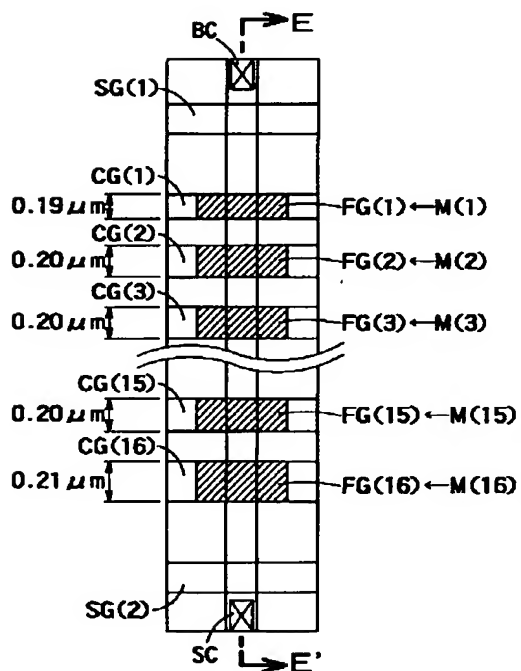 BC
E
SG(1)
CG(1)
0.19μm
FG(1)←M(1)
CG(2)
0.20μm
FG(2)←M(2)
CG(3)
0.20μm
FG(3)←M(3)
CG(15)
0.20μm
FG(15)←M(15)
CG(16)
0.21μm
FG(16)←M(16)
SG(2)
SC
E'